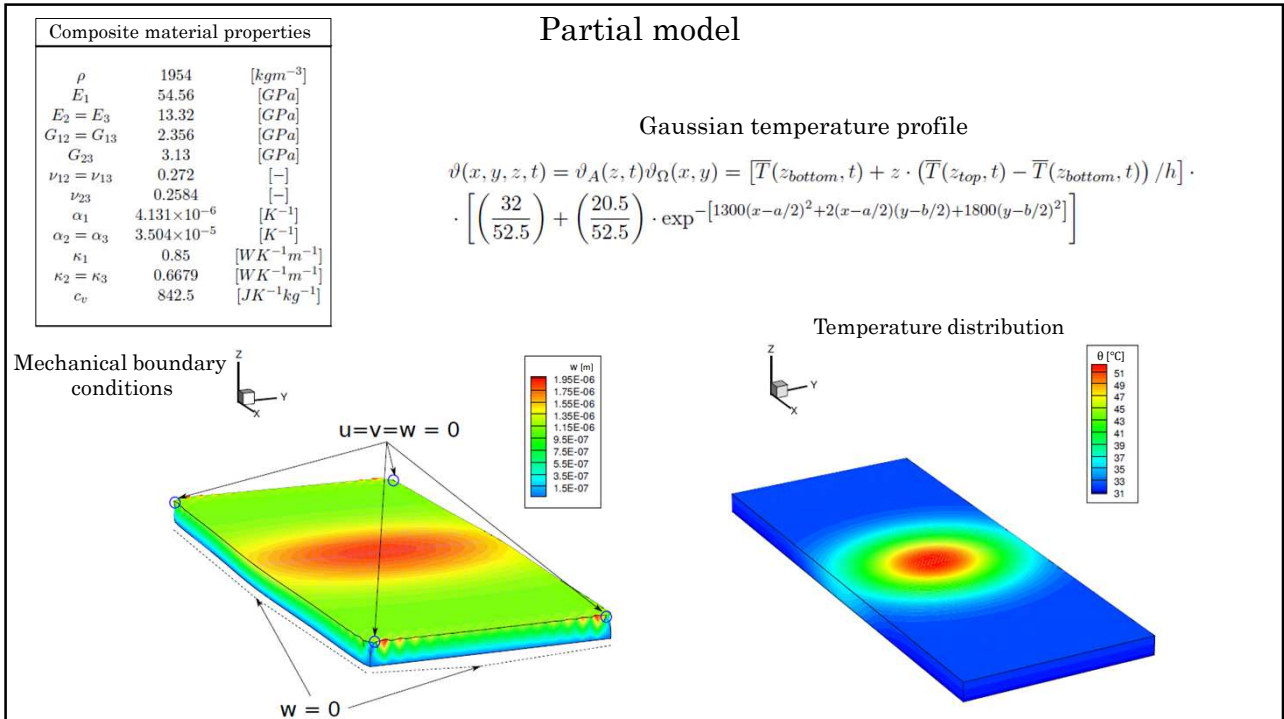 Partial model
Composite material properties
ρ 1954 [kgm⁻³]
E₁ 54.56 [GPa]
E₂ = E₃ 13.32 [GPa]
G₁₂ = G₁₃ 2.356 [GPa]
G₂₃ 3.13 [GPa]
ν₁₂ = ν₁₃ 0.272 [−]
ν₂₃ 0.2584 [−]
α₁ 4.131×10⁻⁶ [K⁻¹]
α₂ = α₃ 3.504×10⁻⁵ [K⁻¹]
κ₁ 0.85 [WK⁻¹m⁻¹]
κ₂ = κ₃ 0.6679 [WK⁻¹m⁻¹]
c_v 842.5 [JK⁻¹kg⁻¹]
Gaussian temperature profile
ϑ(x, y, z, t) = ϑ_A(z, t)ϑ_Ω(x, y) = [T̅(z_bottom, t) + z · (T̅(z_top, t) − T̅(z_bottom, t)) /h] ·
· [(32/52.5) + (20.5/52.5) · exp^−[1300(x−a/2)²+2(x−a/2)(y−b/2)+1800(y−b/2)²]]
Mechanical boundary
conditions
Z
Y
X
w [m]
1.95E-06
1.75E-06
1.55E-06
1.35E-06
1.15E-06
9.5E-07
7.5E-07
5.5E-07
3.5E-07
1.5E-07
u=v=w = 0
w = 0
Temperature distribution
Z
Y
X
θ [°C]
51
49
47
45
43
41
39
37
35
33
31